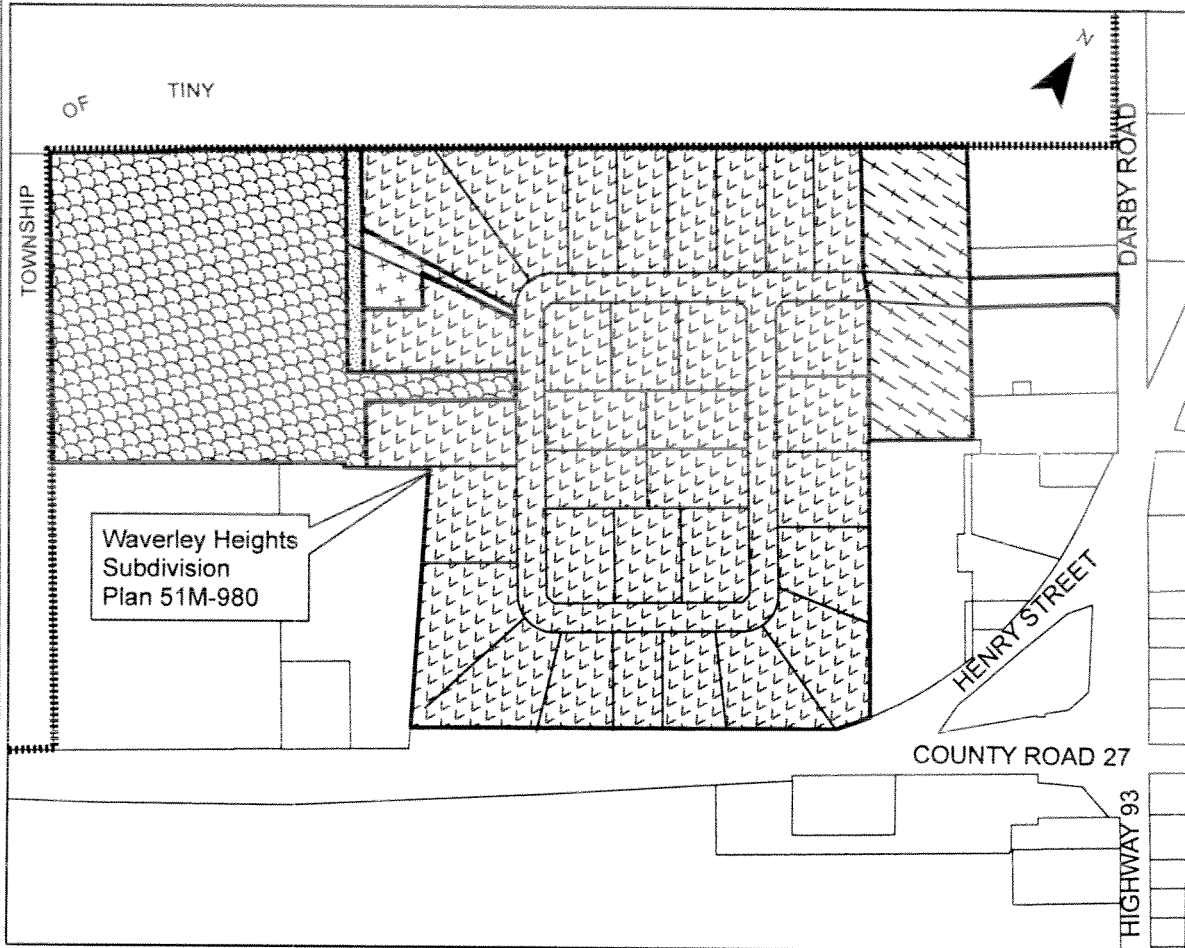 N
OF TINY
TOWNSHIP
DARBY ROAD
Waverley Heights
Subdivision
Plan 51M-980
HENRY STREET
COUNTY ROAD 27
HIGHWAY 93